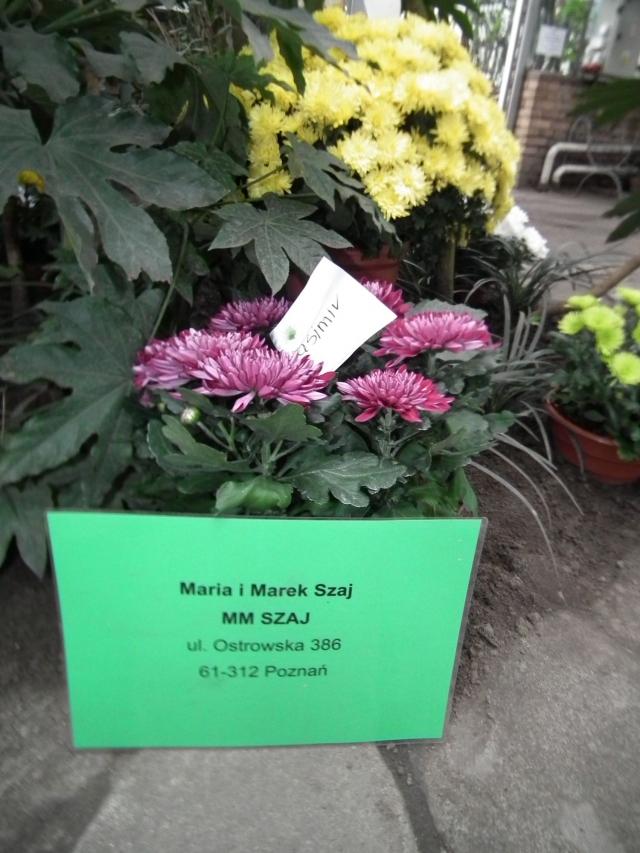 Maria i Marek Szaj
MM SZAJ
ul. Ostrowska 386
61-312 Poznań